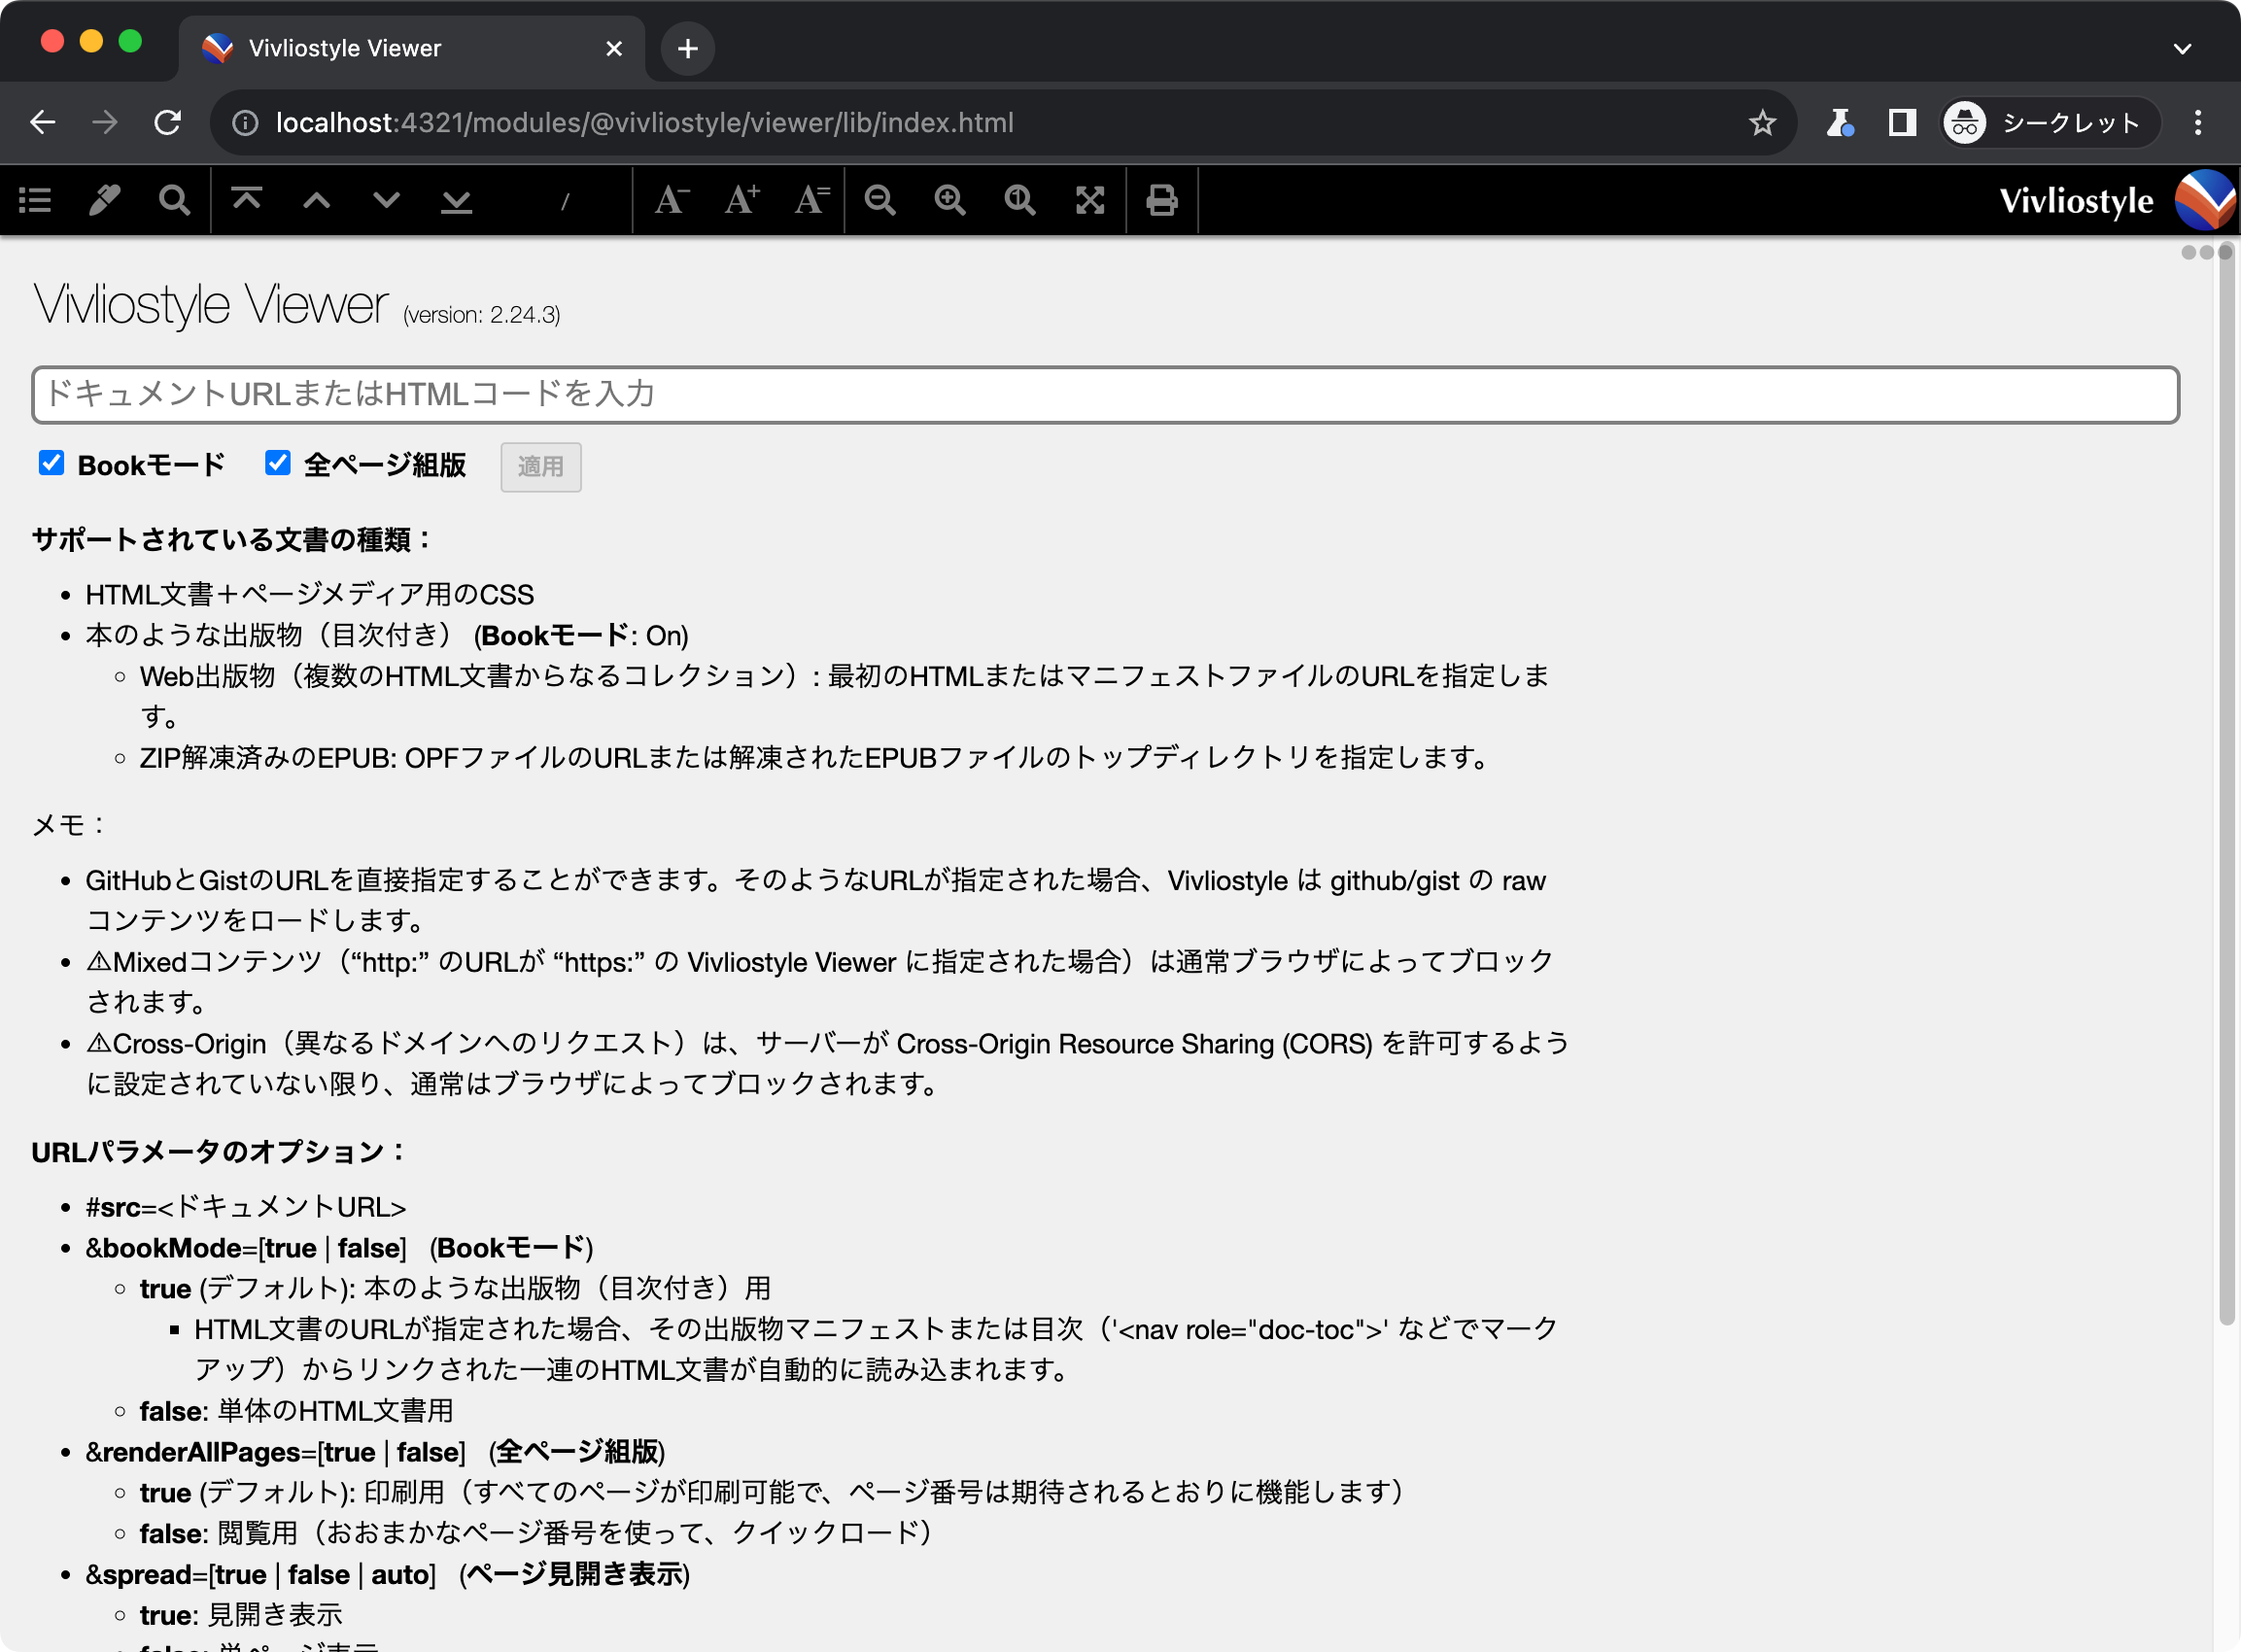 Vivliostyle Viewer
localhost:4321/modules/@vivliostyle/viewer/lib/index.html
シークレット
/ A− A+ A=
Vivliostyle
Vivliostyle Viewer (version: 2.24.3)
ドキュメントURLまたはHTMLコードを入力
Bookモード 全ページ組版 適用
サポートされている文書の種類：
• HTML文書＋ページメディア用のCSS
• 本のような出版物（目次付き） (Bookモード: On)
◦ Web出版物（複数のHTML文書からなるコレクション）: 最初のHTMLまたはマニフェストファイルのURLを指定しま
す。
◦ ZIP解凍済みのEPUB: OPFファイルのURLまたは解凍されたEPUBファイルのトップディレクトリを指定します。
メモ：
• GitHubとGistのURLを直接指定することができます。そのようなURLが指定された場合、Vivliostyle は github/gist の raw
コンテンツをロードします。
• ⚠Mixedコンテンツ（“http:” のURLが “https:” の Vivliostyle Viewer に指定された場合）は通常ブラウザによってブロック
されます。
• ⚠Cross-Origin（異なるドメインへのリクエスト）は、サーバーが Cross-Origin Resource Sharing (CORS) を許可するよう
に設定されていない限り、通常はブラウザによってブロックされます。
URLパラメータのオプション：
• #src=<ドキュメントURL>
• &bookMode=[true | false] (Bookモード)
◦ true (デフォルト): 本のような出版物（目次付き）用
▪ HTML文書のURLが指定された場合、その出版物マニフェストまたは目次（'<nav role="doc-toc">' などでマーク
アップ）からリンクされた一連のHTML文書が自動的に読み込まれます。
◦ false: 単体のHTML文書用
• &renderAllPages=[true | false] (全ページ組版)
◦ true (デフォルト): 印刷用（すべてのページが印刷可能で、ページ番号は期待されるとおりに機能します）
◦ false: 閲覧用（おおまかなページ番号を使って、クイックロード）
• &spread=[true | false | auto] (ページ見開き表示)
◦ true: 見開き表示
◦ false: 単ページ表示